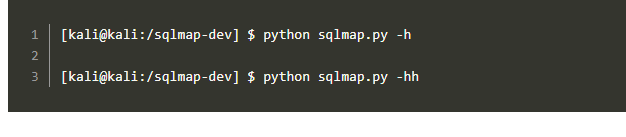 1 [kali@kali:/sqlmap-dev] $ python sqlmap.py -h
2
3 [kali@kali:/sqlmap-dev] $ python sqlmap.py -hh